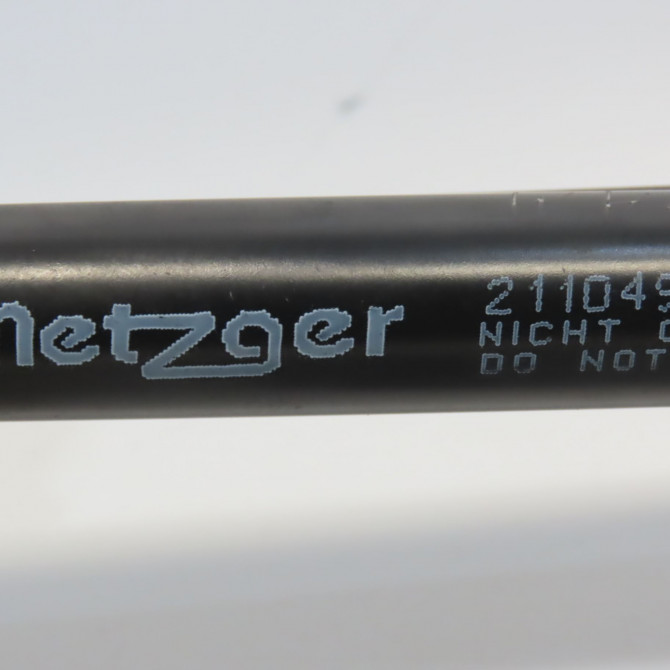 metzger
211049
NICHT
DO NOT